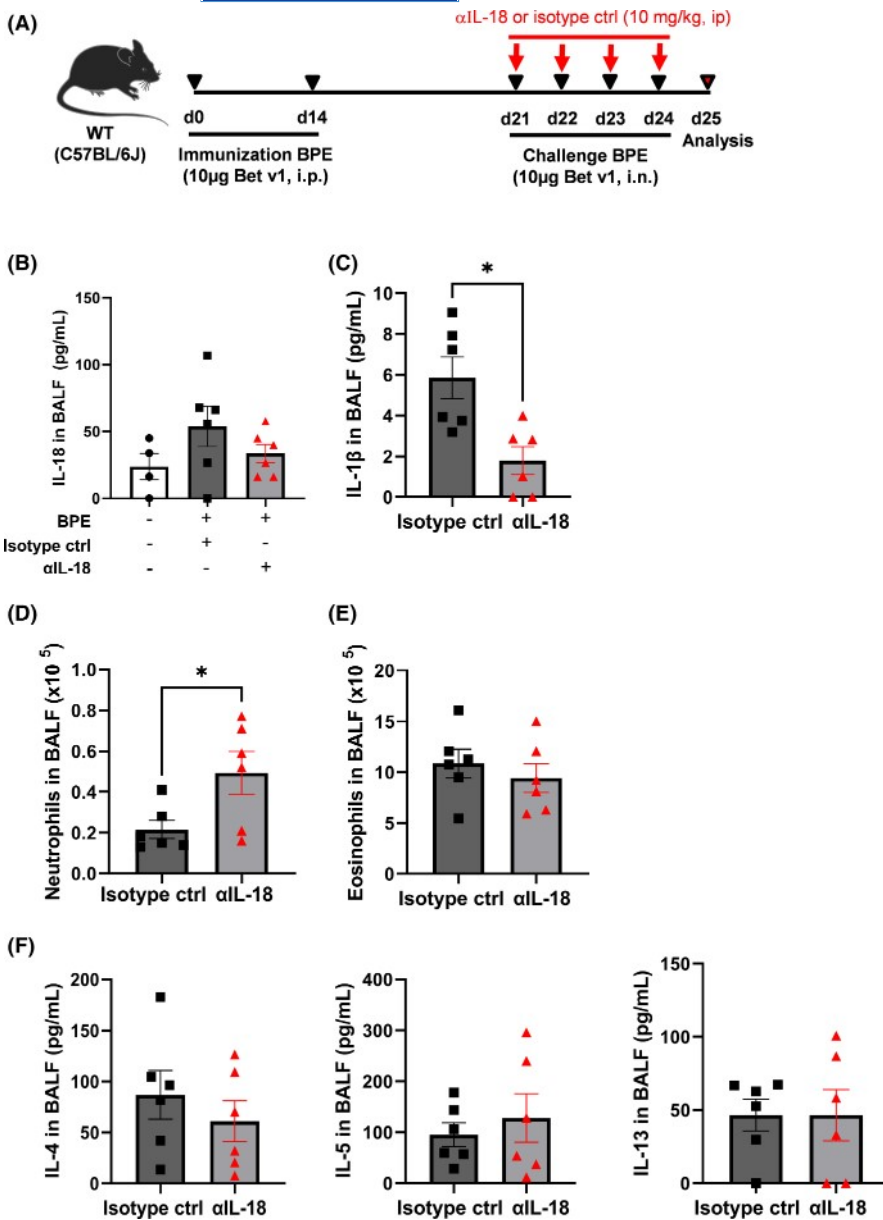 (A)
αIL-18 or isotype ctrl (10 mg/kg, ip)
d0 d14 d21 d22 d23 d24 d25
WT
(C57BL/6J)
Immunization BPE
(10µg Bet v1, i.p.)
Challenge BPE
(10µg Bet v1, i.n.)
Analysis
(B)
IL-18 in BALF (pg/mL)
150
100
50
0
BPE - + +
Isotype ctrl - + -
αIL-18 - - +
(C)
IL-1β in BALF (pg/mL)
10
8
6
4
2
0
*
Isotype ctrl αIL-18
(D)
Neutrophils in BALF (x10 5)
1.0
0.8
0.6
0.4
0.2
0.0
*
Isotype ctrl αIL-18
(E)
Eosinophils in BALF (x10 5)
20
15
10
5
0
Isotype ctrl αIL-18
(F)
IL-4 in BALF (pg/mL)
200
150
100
50
0
Isotype ctrl αIL-18
IL-5 in BALF (pg/mL)
400
300
200
100
0
Isotype ctrl αIL-18
IL-13 in BALF (pg/mL)
150
100
50
0
Isotype ctrl αIL-18